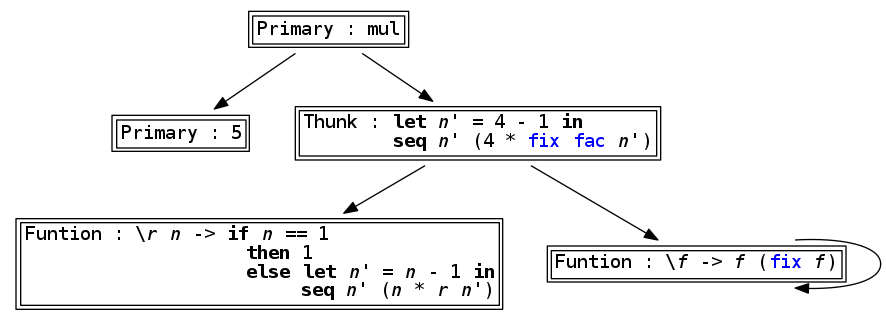 Primary : mul
Primary : 5
Thunk : let n' = 4 - 1 in
seq n' (4 * fix fac n')
Funtion : \r n -> if n == 1
then 1
else let n' = n - 1 in
seq n' (n * r n')
Funtion : \f -> f (fix f)